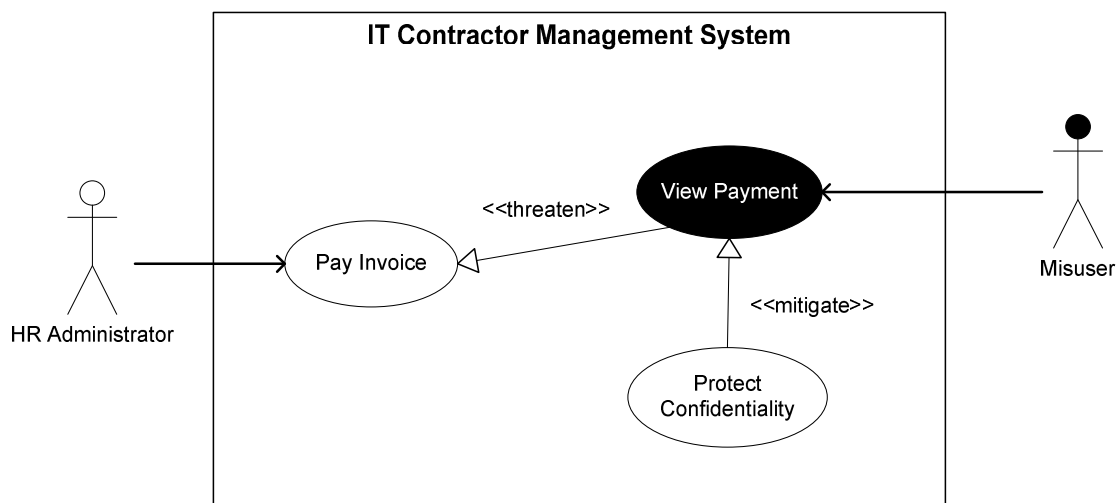 IT Contractor Management System
View Payment
<<threaten>>
Pay Invoice
Misuser
<<mitigate>>
HR Administrator
Protect
Confidentiality